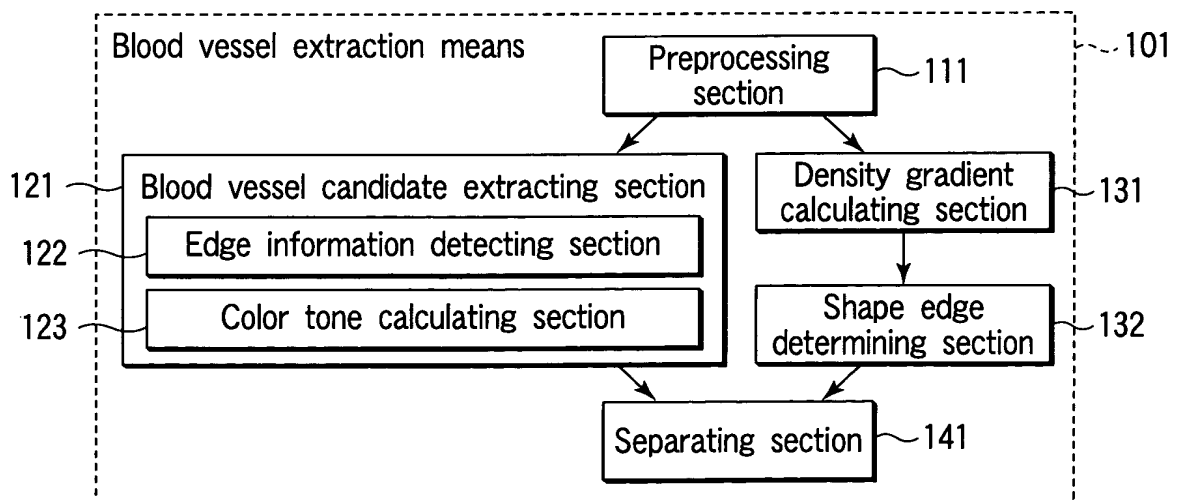 Blood vessel extraction means
101
Preprocessing
section
111
121
Blood vessel candidate extracting section
122
Edge information detecting section
123
Color tone calculating section
Density gradient
calculating section
131
Shape edge
determining section
132
Separating section
141